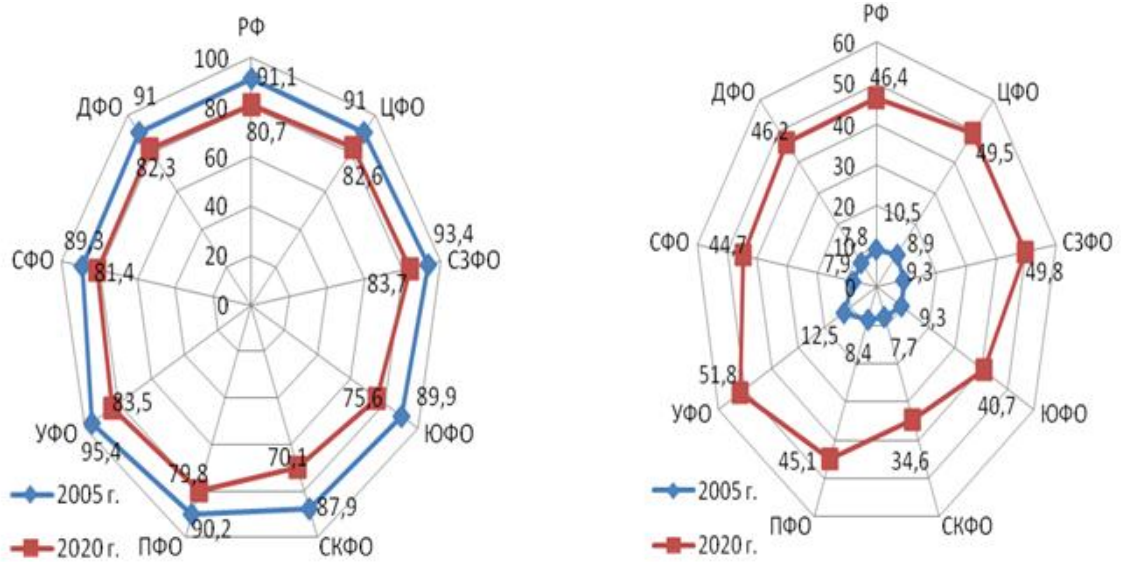 РФ
100
91,1
91
ДФО
91
ЦФО
80
80,7
82,3
82,6
60
40
89,3
93,4
СФО
СЗФО
20
81,4
83,7
0
83,5
75,6
89,9
УФО
ЮФО
95,4
79,8
70,1
2005 г.
87,9
90,2
2020 г.
ПФО
СКФО
РФ
60
50
46,4
ДФО
ЦФО
46,2
40
49,5
30
20
10,5
7,8
8,9
СФО
44,7
10
СЗФО
7,9
9,3
49,8
0
12,5
9,3
8,4
7,7
51,8
40,7
УФО
ЮФО
45,1
34,6
2005 г.
2020 г.
ПФО
СКФО